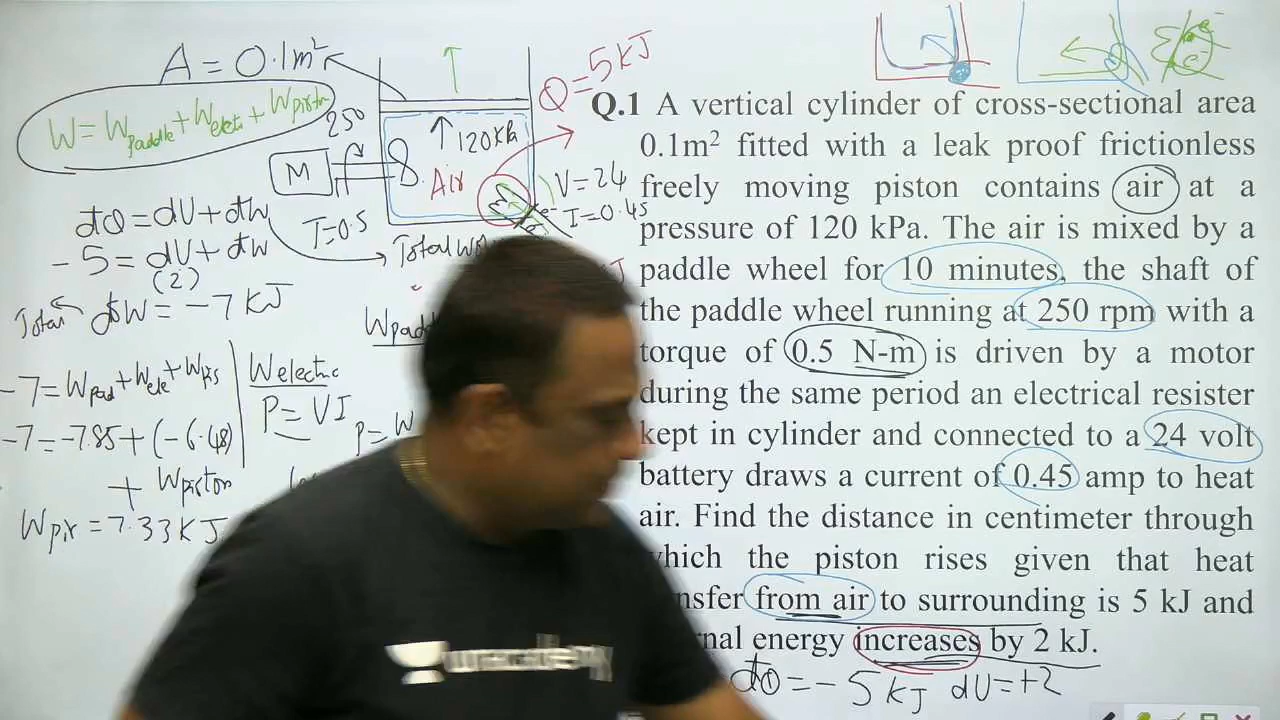 A = 0.1m²
W = Wpaddle + Welect + Wpiston
250
M
T=0.5
120 kPa
Air
Q = 5 kJ
V = 24
I = 0.45
dQ = dU + dW
- 5 = dU + dW
(2)
Total dW = -7 kJ
Total
Wpadd
-7 = Wpad + Wele + Wpis
-7 = -7.85 + (-6.48)
+ Wpiston
Wpis = 7.33 kJ
Welectric
P = VI
P = W
Q.1 A vertical cylinder of cross-sectional area
0.1m² fitted with a leak proof frictionless
freely moving piston contains air at a
pressure of 120 kPa. The air is mixed by a
paddle wheel for 10 minutes, the shaft of
the paddle wheel running at 250 rpm with a
torque of 0.5 N-m is driven by a motor
during the same period an electrical resister
kept in cylinder and connected to a 24 volt
battery draws a current of 0.45 amp to heat
air. Find the distance in centimeter through
which the piston rises given that heat
nsfer from air to surrounding is 5 kJ and
rnal energy increases by 2 kJ.
dQ = - 5 kJ dU = +2
unacademy